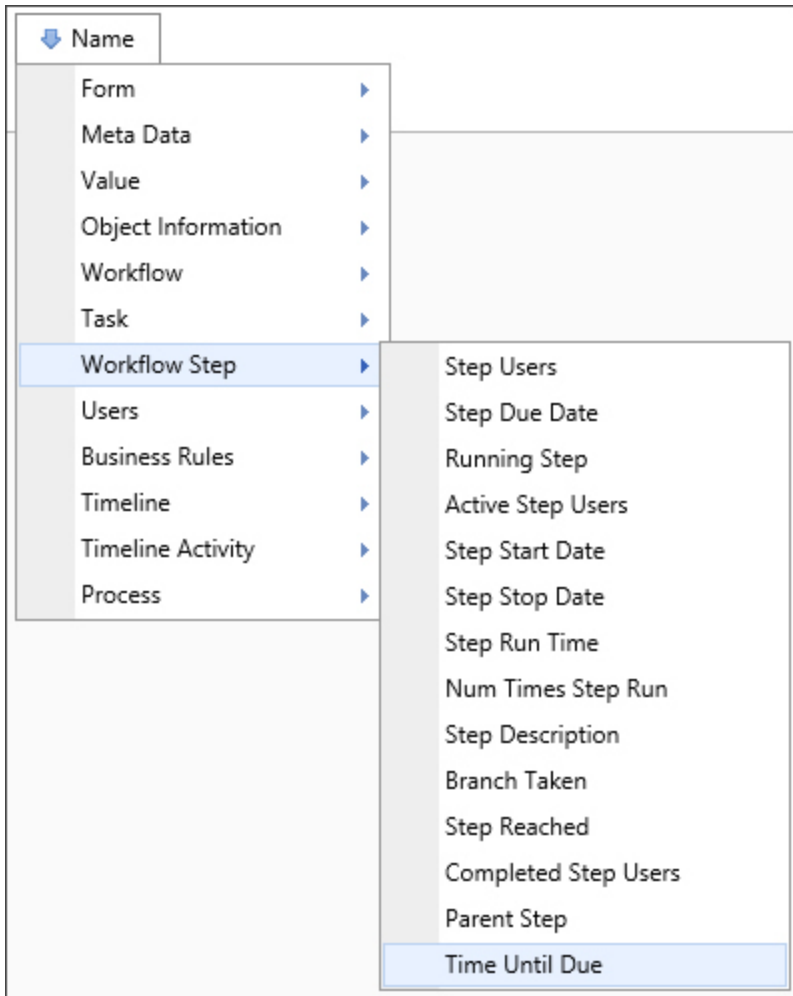 Name
Form
Meta Data
Value
Object Information
Workflow
Task
Workflow Step
Users
Business Rules
Timeline
Timeline Activity
Process
Step Users
Step Due Date
Running Step
Active Step Users
Step Start Date
Step Stop Date
Step Run Time
Num Times Step Run
Step Description
Branch Taken
Step Reached
Completed Step Users
Parent Step
Time Until Due